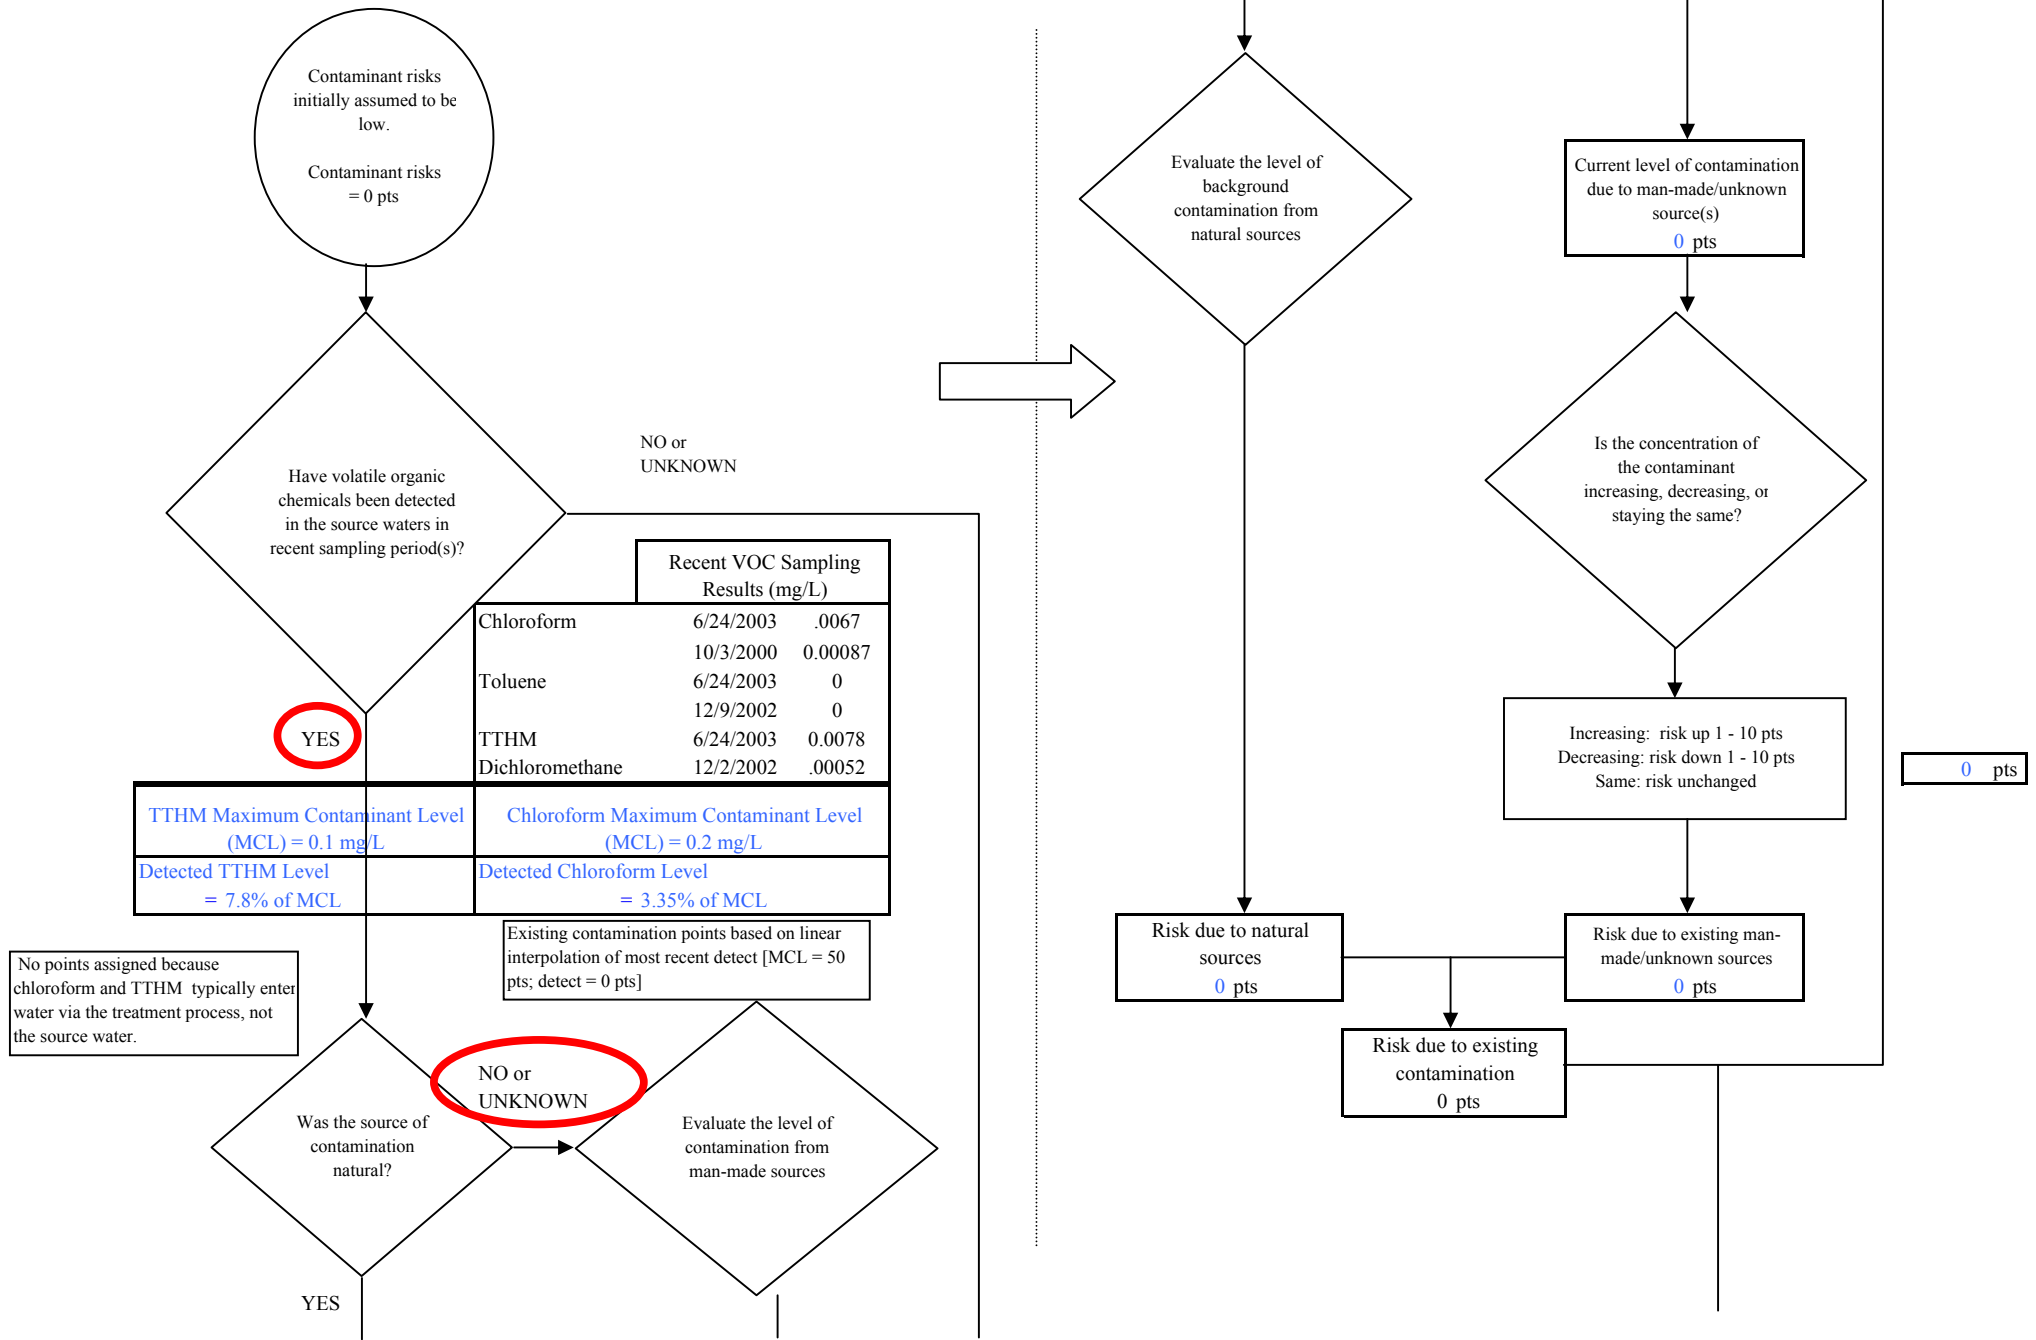 Contaminant risks
initially assumed to be
low.
Contaminant risks
= 0 pts
Have volatile organic
chemicals been detected
in the source waters in
recent sampling period(s)?
NO or
UNKNOWN
Recent VOC Sampling
Results (mg/L)
Chloroform 6/24/2003 .0067
10/3/2000 0.00087
Toluene 6/24/2003 0
12/9/2002 0
TTHM 6/24/2003 0.0078
Dichloromethane 12/2/2002 .00052
YES
TTHM Maximum Contaminant Level
(MCL) = 0.1 mg/L
Chloroform Maximum Contaminant Level
(MCL) = 0.2 mg/L
Detected TTHM Level
= 7.8% of MCL
Detected Chloroform Level
= 3.35% of MCL
No points assigned because
chloroform and TTHM typically enter
water via the treatment process, not
the source water.
Existing contamination points based on linear
interpolation of most recent detect [MCL = 50
pts; detect = 0 pts]
Was the source of
contamination
natural?
NO or
UNKNOWN
Evaluate the level of
contamination from
man-made sources
YES
Evaluate the level of
background
contamination from
natural sources
Current level of contamination
due to man-made/unknown
source(s)
0 pts
Is the concentration of
the contaminant
increasing, decreasing, or
staying the same?
Increasing: risk up 1 - 10 pts
Decreasing: risk down 1 - 10 pts
Same: risk unchanged
0 pts
Risk due to natural
sources
0 pts
Risk due to existing man-
made/unknown sources
0 pts
Risk due to existing
contamination
0 pts